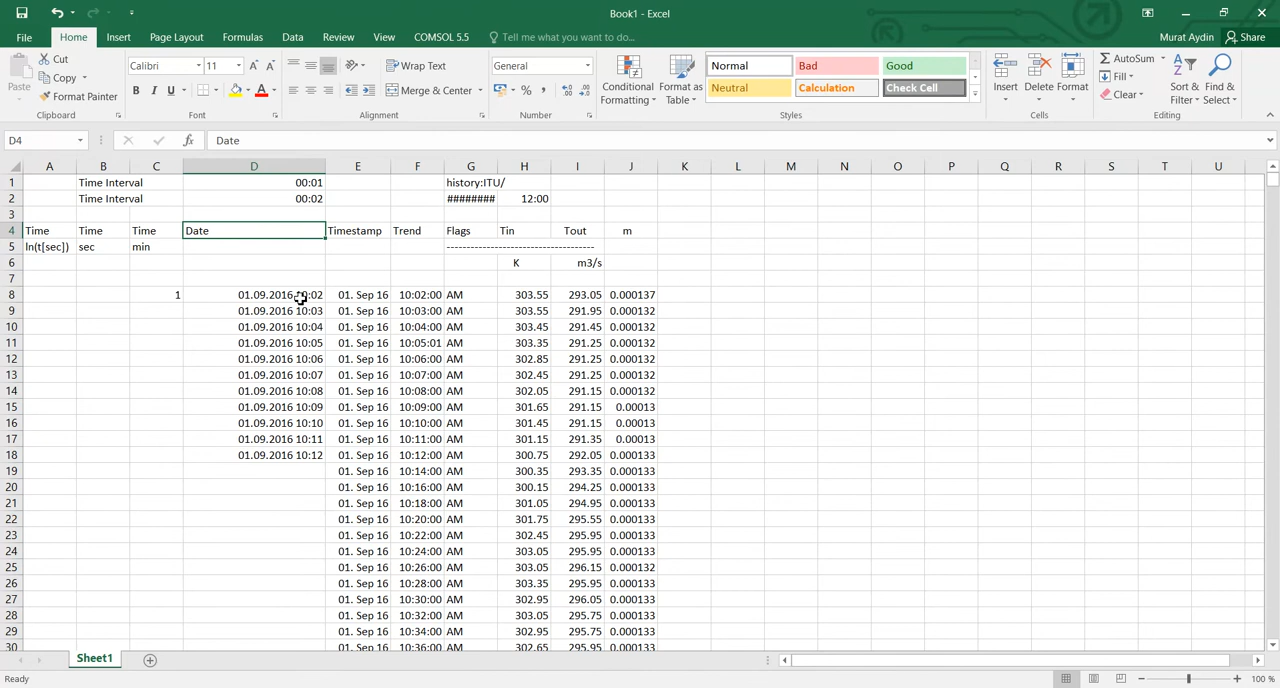 Book1 - Excel
File Home Insert Page Layout Formulas Data Review View COMSOL 5.5 Tell me what you want to do... Murat Aydin Share
Paste Cut Copy Format Painter Clipboard
Calibri 11 A A B I U A Font
Wrap Text Merge & Center Alignment
General % , Number
Conditional Formatting Format as Table Normal Bad Good Neutral Calculation Check Cell Styles
Insert Delete Format Cells
AutoSum Fill Clear Sort & Filter Find & Select Editing
D4 fx Date
A B C D E F G H I J K L M N O P Q R S T U
1 Time Interval 00:01 history:ITU/
2 Time Interval 00:02 ######## 12:00
3
4 Time Time Time Date Timestamp Trend Flags Tin Tout m
5 ln(t[sec]) sec min ------------------------------------
6 K m3/s
7
8 1 01.09.2016 10:02 01. Sep 16 10:02:00 AM 303.55 293.05 0.000137
9 01.09.2016 10:03 01. Sep 16 10:03:00 AM 303.55 291.95 0.000132
10 01.09.2016 10:04 01. Sep 16 10:04:00 AM 303.45 291.45 0.000132
11 01.09.2016 10:05 01. Sep 16 10:05:01 AM 303.35 291.25 0.000132
12 01.09.2016 10:06 01. Sep 16 10:06:00 AM 302.85 291.25 0.000132
13 01.09.2016 10:07 01. Sep 16 10:07:00 AM 302.45 291.25 0.000132
14 01.09.2016 10:08 01. Sep 16 10:08:00 AM 302.05 291.15 0.000132
15 01.09.2016 10:09 01. Sep 16 10:09:00 AM 301.65 291.15 0.00013
16 01.09.2016 10:10 01. Sep 16 10:10:00 AM 301.45 291.15 0.00013
17 01.09.2016 10:11 01. Sep 16 10:11:00 AM 301.15 291.35 0.00013
18 01.09.2016 10:12 01. Sep 16 10:12:00 AM 300.75 292.05 0.000133
19 01. Sep 16 10:14:00 AM 300.35 293.35 0.000133
20 01. Sep 16 10:16:00 AM 300.15 294.25 0.000133
21 01. Sep 16 10:18:00 AM 301.05 294.95 0.000133
22 01. Sep 16 10:20:00 AM 301.75 295.55 0.000133
23 01. Sep 16 10:22:00 AM 302.45 295.95 0.000133
24 01. Sep 16 10:24:00 AM 303.05 295.95 0.000133
25 01. Sep 16 10:26:00 AM 303.05 296.15 0.000132
26 01. Sep 16 10:28:00 AM 303.35 295.95 0.000133
27 01. Sep 16 10:30:00 AM 302.95 296.05 0.000133
28 01. Sep 16 10:32:00 AM 303.05 295.75 0.000133
29 01. Sep 16 10:34:00 AM 302.95 295.75 0.000133
30 01. Sep 16 10:36:00 AM 302.65 295.95 0.000133
Sheet1
Ready 100 %